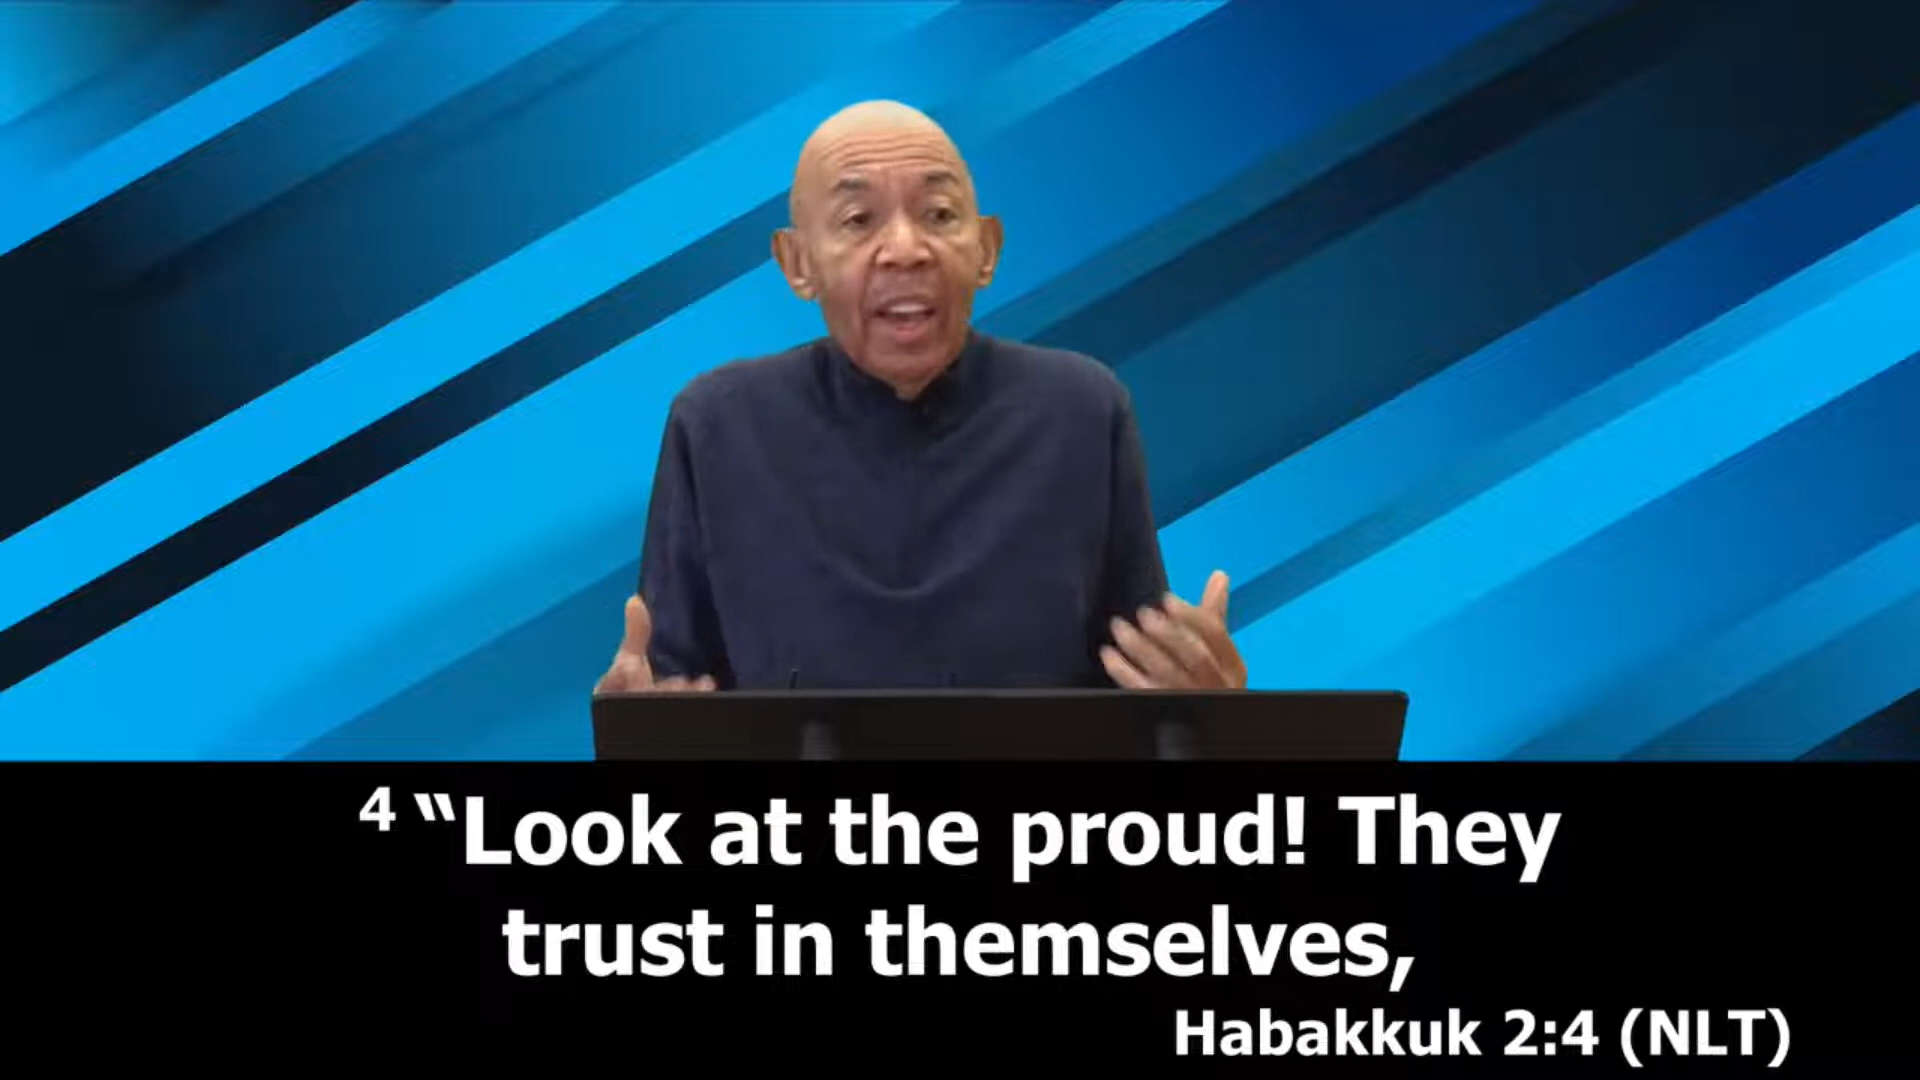 4 “Look at the proud! They
trust in themselves,
Habakkuk 2:4 (NLT)